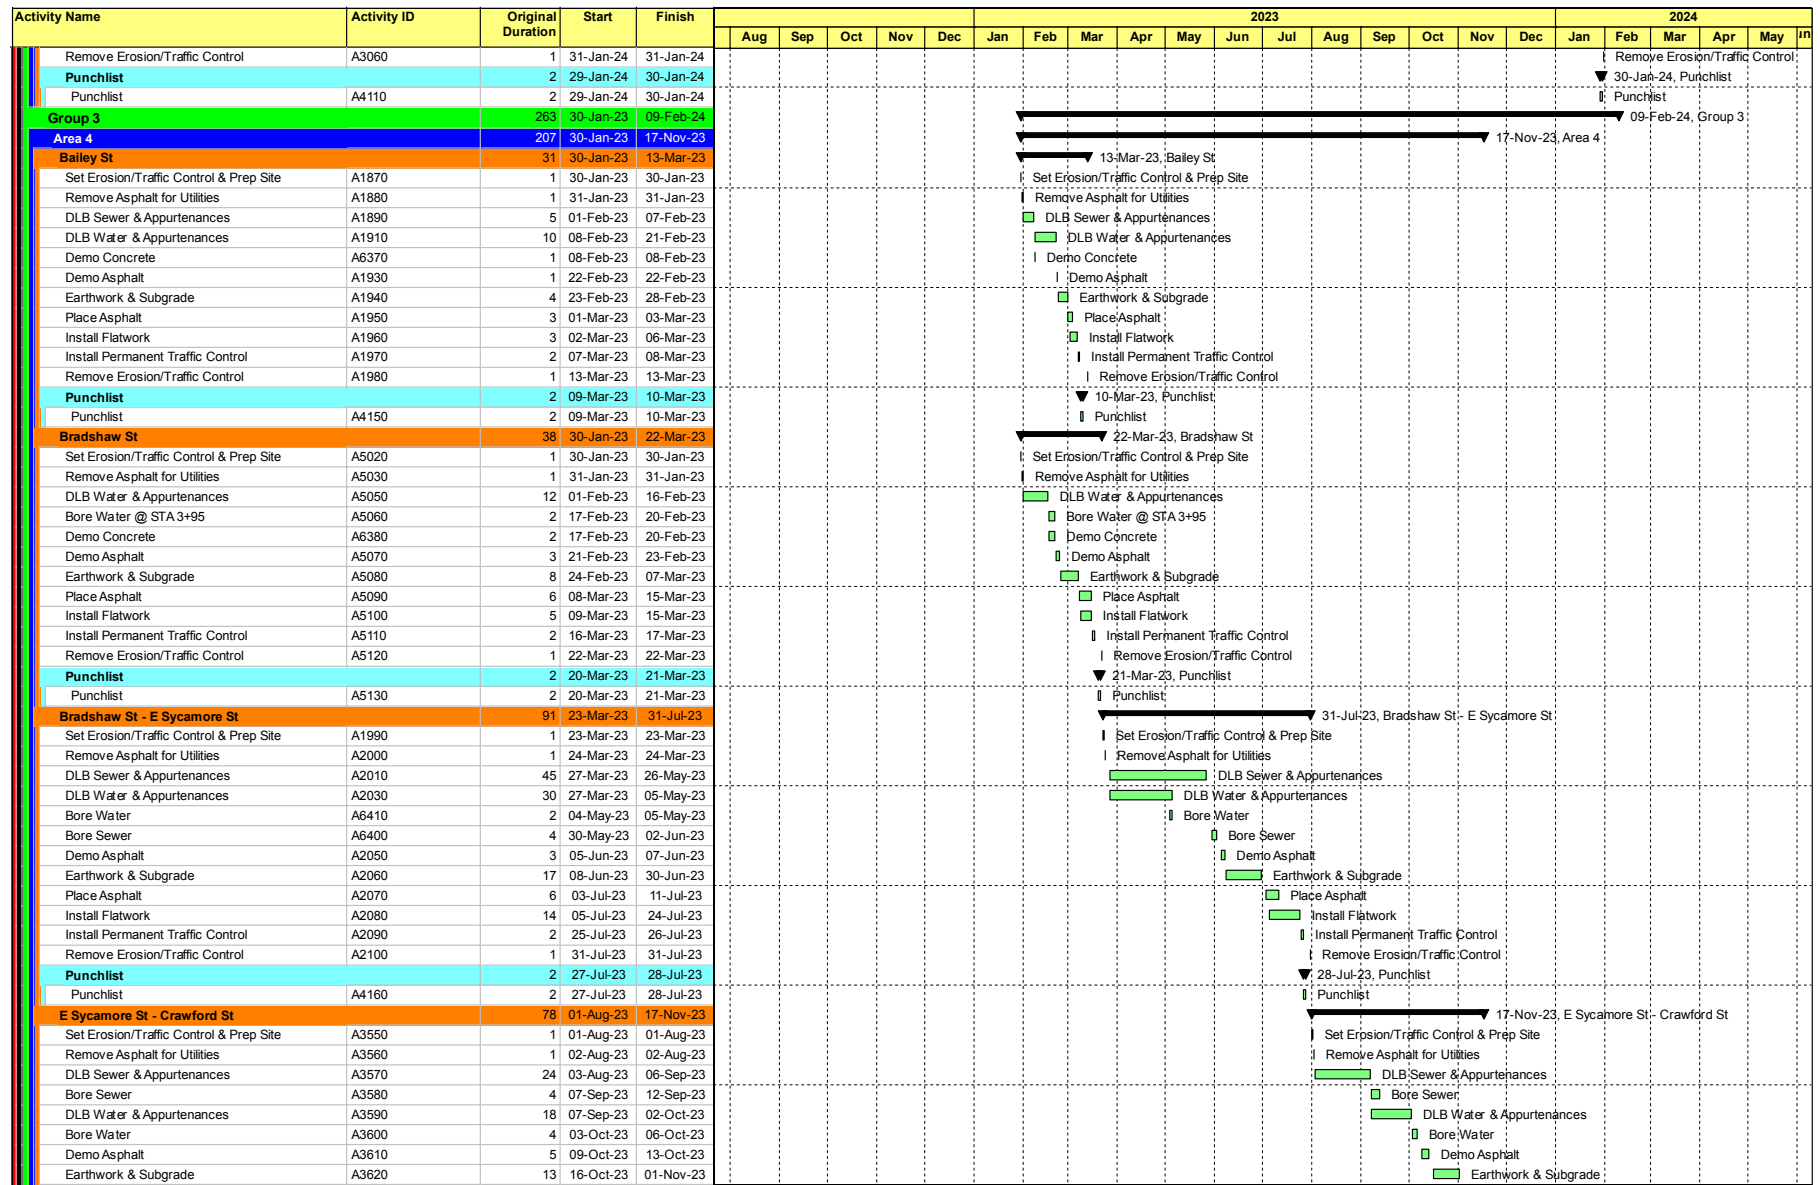 Activity Name Activity ID Original Duration Start Finish 2023 2024
Aug Sep Oct Nov Dec Jan Feb Mar Apr May Jun Jul Aug Sep Oct Nov Dec Jan Feb Mar Apr May
Remove Erosion/Traffic Control A3060 1 31-Jan-24 31-Jan-24 Remove Erosion/Traffic Control
Punchlist 2 29-Jan-24 30-Jan-24 30-Jan-24, Punchlist
Punchlist A4110 2 29-Jan-24 30-Jan-24 Punchlist
Group 3 263 30-Jan-23 09-Feb-24 09-Feb-24, Group 3
Area 4 207 30-Jan-23 17-Nov-23 17-Nov-23, Area 4
Bailey St 31 30-Jan-23 13-Mar-23 13-Mar-23, Bailey St
Set Erosion/Traffic Control & Prep Site A1870 1 30-Jan-23 30-Jan-23 Set Erosion/Traffic Control & Prep Site
Remove Asphalt for Utilities A1880 1 31-Jan-23 31-Jan-23 Remove Asphalt for Utilities
DLB Sewer & Appurtenances A1890 5 01-Feb-23 07-Feb-23 DLB Sewer & Appurtenances
DLB Water & Appurtenances A1910 10 08-Feb-23 21-Feb-23 DLB Water & Appurtenances
Demo Concrete A6370 1 08-Feb-23 08-Feb-23 Demo Concrete
Demo Asphalt A1930 1 22-Feb-23 22-Feb-23 Demo Asphalt
Earthwork & Subgrade A1940 4 23-Feb-23 28-Feb-23 Earthwork & Subgrade
Place Asphalt A1950 3 01-Mar-23 03-Mar-23 Place Asphalt
Install Flatwork A1960 3 02-Mar-23 06-Mar-23 Install Flatwork
Install Permanent Traffic Control A1970 2 07-Mar-23 08-Mar-23 Install Permanent Traffic Control
Remove Erosion/Traffic Control A1980 1 13-Mar-23 13-Mar-23 Remove Erosion/Traffic Control
Punchlist 2 09-Mar-23 10-Mar-23 10-Mar-23, Punchlist
Punchlist A4150 2 09-Mar-23 10-Mar-23 Punchlist
Bradshaw St 38 30-Jan-23 22-Mar-23 22-Mar-23, Bradshaw St
Set Erosion/Traffic Control & Prep Site A5020 1 30-Jan-23 30-Jan-23 Set Erosion/Traffic Control & Prep Site
Remove Asphalt for Utilities A5030 1 31-Jan-23 31-Jan-23 Remove Asphalt for Utilities
DLB Water & Appurtenances A5050 12 01-Feb-23 16-Feb-23 DLB Water & Appurtenances
Bore Water @ STA 3+95 A5060 2 17-Feb-23 20-Feb-23 Bore Water @ STA 3+95
Demo Concrete A6380 2 17-Feb-23 20-Feb-23 Demo Concrete
Demo Asphalt A5070 3 21-Feb-23 23-Feb-23 Demo Asphalt
Earthwork & Subgrade A5080 8 24-Feb-23 07-Mar-23 Earthwork & Subgrade
Place Asphalt A5090 6 08-Mar-23 15-Mar-23 Place Asphalt
Install Flatwork A5100 5 09-Mar-23 15-Mar-23 Install Flatwork
Install Permanent Traffic Control A5110 2 16-Mar-23 17-Mar-23 Install Permanent Traffic Control
Remove Erosion/Traffic Control A5120 1 22-Mar-23 22-Mar-23 Remove Erosion/Traffic Control
Punchlist 2 20-Mar-23 21-Mar-23 21-Mar-23, Punchlist
Punchlist A5130 2 20-Mar-23 21-Mar-23 Punchlist
Bradshaw St - E Sycamore St 91 23-Mar-23 31-Jul-23 31-Jul-23, Bradshaw St - E Sycamore St
Set Erosion/Traffic Control & Prep Site A1990 1 23-Mar-23 23-Mar-23 Set Erosion/Traffic Control & Prep Site
Remove Asphalt for Utilities A2000 1 24-Mar-23 24-Mar-23 Remove Asphalt for Utilities
DLB Sewer & Appurtenances A2010 45 27-Mar-23 26-May-23 DLB Sewer & Appurtenances
DLB Water & Appurtenances A2030 30 27-Mar-23 05-May-23 DLB Water & Appurtenances
Bore Water A6410 2 04-May-23 05-May-23 Bore Water
Bore Sewer A6400 4 30-May-23 02-Jun-23 Bore Sewer
Demo Asphalt A2050 3 05-Jun-23 07-Jun-23 Demo Asphalt
Earthwork & Subgrade A2060 17 08-Jun-23 30-Jun-23 Earthwork & Subgrade
Place Asphalt A2070 6 03-Jul-23 11-Jul-23 Place Asphalt
Install Flatwork A2080 14 05-Jul-23 24-Jul-23 Install Flatwork
Install Permanent Traffic Control A2090 2 25-Jul-23 26-Jul-23 Install Permanent Traffic Control
Remove Erosion/Traffic Control A2100 1 31-Jul-23 31-Jul-23 Remove Erosion/Traffic Control
Punchlist 2 27-Jul-23 28-Jul-23 28-Jul-23, Punchlist
Punchlist A4160 2 27-Jul-23 28-Jul-23 Punchlist
E Sycamore St - Crawford St 78 01-Aug-23 17-Nov-23 17-Nov-23, E Sycamore St - Crawford St
Set Erosion/Traffic Control & Prep Site A3550 1 01-Aug-23 01-Aug-23 Set Erosion/Traffic Control & Prep Site
Remove Asphalt for Utilities A3560 1 02-Aug-23 02-Aug-23 Remove Asphalt for Utilities
DLB Sewer & Appurtenances A3570 24 03-Aug-23 06-Sep-23 DLB Sewer & Appurtenances
Bore Sewer A3580 4 07-Sep-23 12-Sep-23 Bore Sewer
DLB Water & Appurtenances A3590 18 07-Sep-23 02-Oct-23 DLB Water & Appurtenances
Bore Water A3600 4 03-Oct-23 06-Oct-23 Bore Water
Demo Asphalt A3610 5 09-Oct-23 13-Oct-23 Demo Asphalt
Earthwork & Subgrade A3620 13 16-Oct-23 01-Nov-23 Earthwork & Subgrade